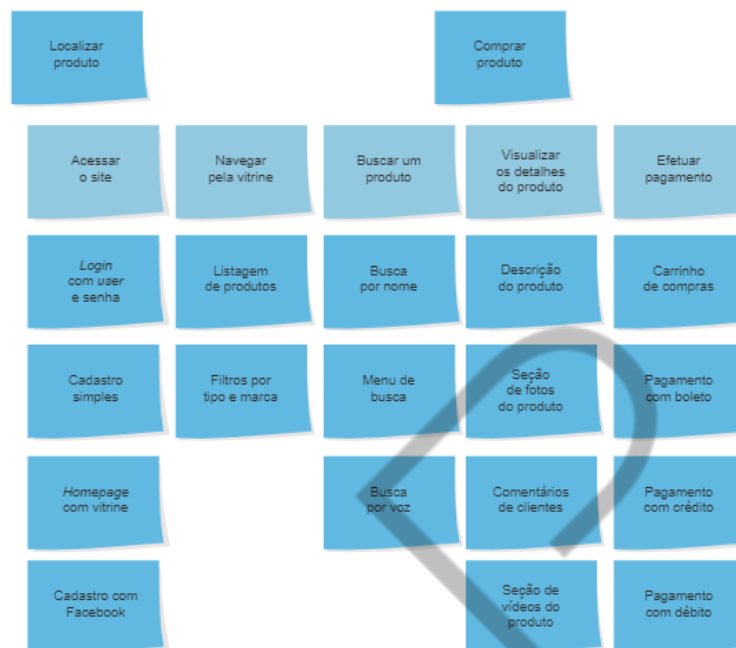 Localizar
produto
Comprar
produto
Acessar
o site
Navegar
pela vitrine
Buscar um
produto
Visualizar
os detalhes
do produto
Efetuar
pagamento
Login
com user
e senha
Listagem
de produtos
Busca
por nome
Descrição
do produto
Carrinho
de compras
Cadastro
simples
Filtros por
tipo e marca
Menu de
busca
Seção
de fotos
do produto
Pagamento
com boleto
Homepage
com vitrine
Busca
por voz
Comentários
de clientes
Pagamento
com crédito
Cadastro com
Facebook
Seção de
vídeos do
produto
Pagamento
com débito